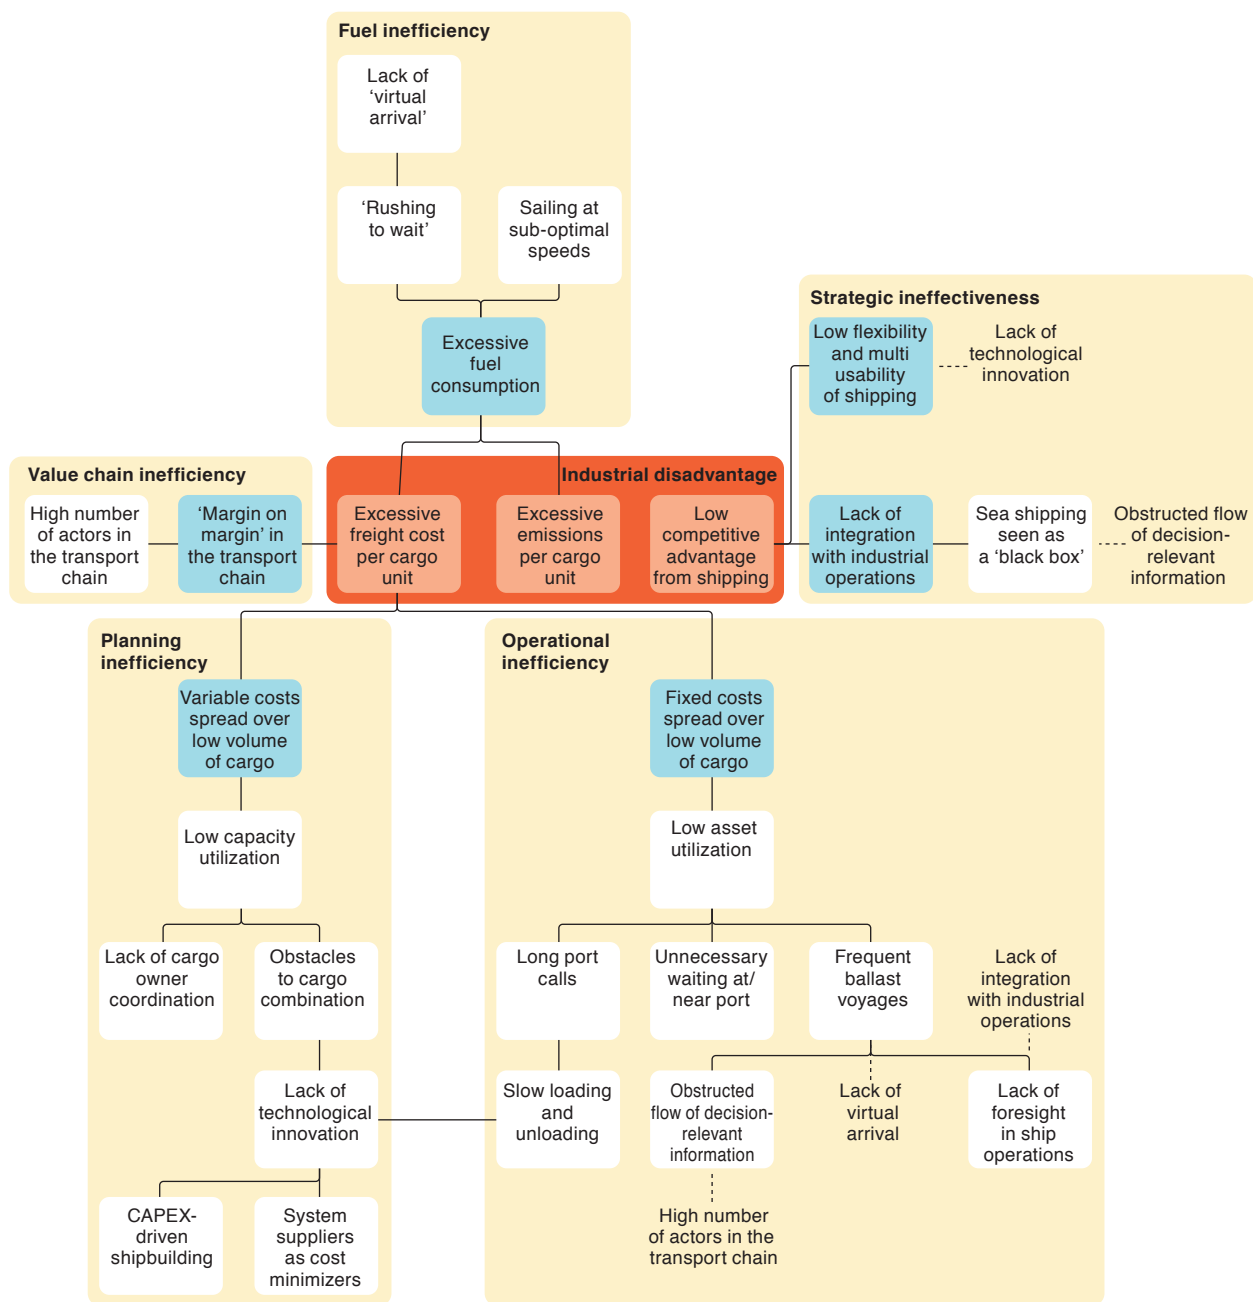 Fuel inefficiency
Lack of
‘virtual
arrival’
‘Rushing
to wait’
Sailing at
sub-optimal
speeds
Excessive
fuel
consumption
Strategic ineffectiveness
Low flexibility
and multi
usability
of shipping
Lack of
technological
innovation
Value chain inefficiency
High number
of actors in
the transport
chain
‘Margin on
margin’ in
the transport
chain
Industrial disadvantage
Excessive
freight cost
per cargo
unit
Excessive
emissions per
cargo unit
Low
competitive
advantage
from shipping
Lack of
integration
with industrial
operations
Sea shipping
seen as
a ‘black box’
Obstructed flow
of decision-
relevant
information
Planning
inefficiency
Variable costs
spread over
low volume
of cargo
Low capacity
utilization
Lack of cargo
owner
coordination
Obstacles
to cargo
combination
Lack of
technological
innovation
CAPEX-
driven
shipbuilding
System
suppliers
as cost
minimizers
Operational
inefficiency
Fixed costs
spread over
low volume
of cargo
Low asset
utilization
Long port
calls
Unnecessary
waiting at/
near port
Frequent
ballast
voyages
Lack of
integration
with industrial
operations
Slow loading
and
unloading
Obstructed
flow of decision-
relevant
information
Lack of
virtual
arrival
Lack of
foresight
in ship
operations
High number
of actors in the
transport chain